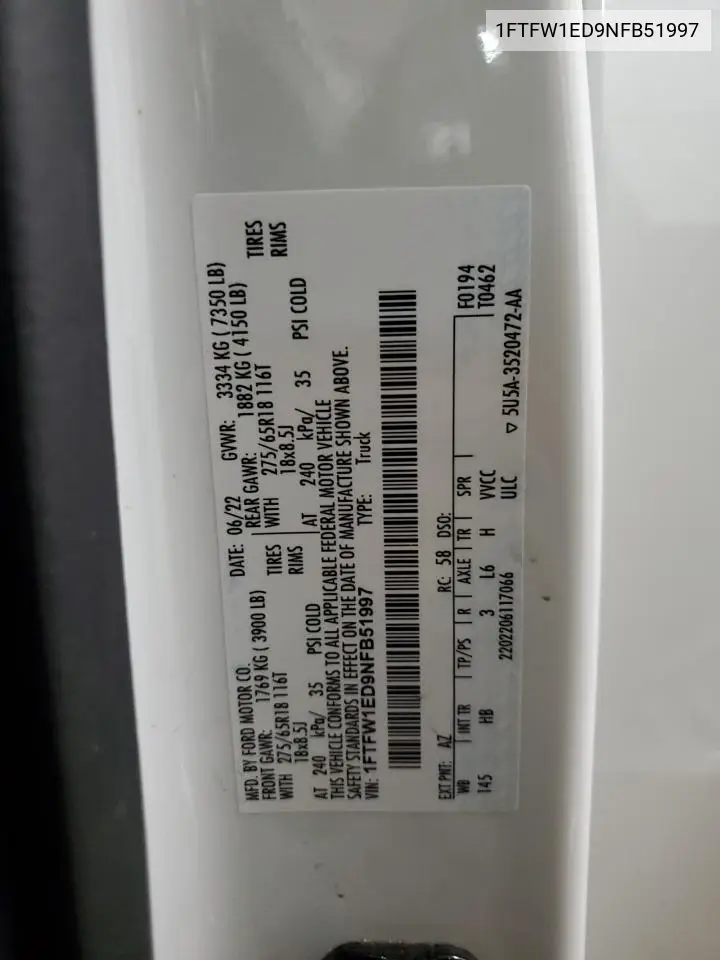 1FTFW1ED9NFB51997
MFD. BY FORD MOTOR CO.
DATE: 06/22 GVWR: 3334 KG ( 7350 LB)
FRONT GAWR: 1769 KG ( 3900 LB)
REAR GAWR: 1882 KG ( 4150 LB)
WITH 275/65R18 116T TIRES
WITH 275/65R18 116T TIRES
18x8.5J RIMS
18x8.5J RIMS
AT 240 kPa/ 35 PSI COLD
AT 240 kPa/ 35 PSI COLD
THIS VEHICLE CONFORMS TO ALL APPLICABLE FEDERAL MOTOR VEHICLE
SAFETY STANDARDS IN EFFECT ON THE DATE OF MANUFACTURE SHOWN ABOVE.
VIN: 1FTFW1ED9NFB51997 TYPE: Truck
EXT PNT: AZ RC: 58 DSO: F0194
WB INT TR TP/PS R AXLE TR SPR T0462
145 HB 3 L6 H VVCC
2202206117066 ULC ▽ 5U5A-3520472-AA